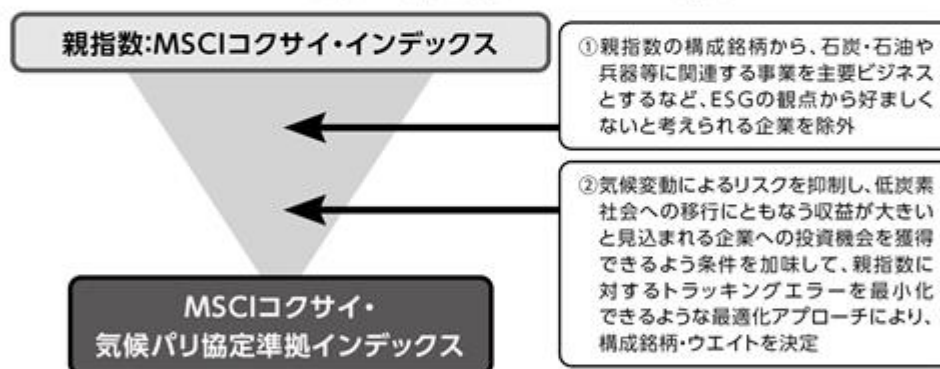 親指数:MSCIコクサイ・インデックス
①親指数の構成銘柄から、石炭・石油や
兵器等に関連する事業を主要ビジネス
とするなど、ESGの観点から好ましく
ないと考えられる企業を除外
②気候変動によるリスクを抑制し、低炭素
社会への移行にともなう収益が大きい
と見込まれる企業への投資機会を獲得
できるよう条件を加味して、親指数に
対するトラッキングエラーを最小化
できるような最適化アプローチにより、
構成銘柄・ウエイトを決定
MSCIコクサイ・
気候パリ協定準拠インデックス